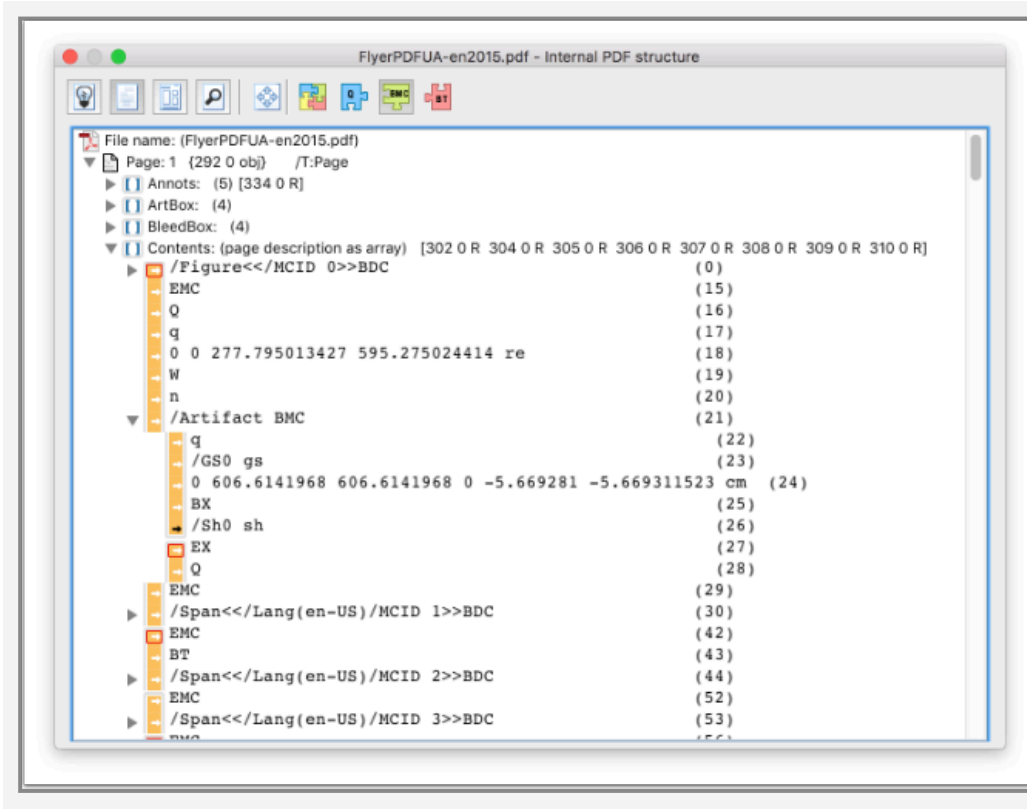 FlyerPDFUA-en2015.pdf - Internal PDF structure
Q EMC BT
File name: (FlyerPDFUA-en2015.pdf)
Page: 1 {292 0 obj} /T:Page
Annots: (5) [334 0 R]
ArtBox: (4)
BleedBox: (4)
Contents: (page description as array) [302 0 R 304 0 R 305 0 R 306 0 R 307 0 R 308 0 R 309 0 R 310 0 R]
/Figure<</MCID 0>>BDC (0)
EMC (15)
Q (16)
q (17)
0 0 277.795013427 595.275024414 re (18)
W (19)
n (20)
/Artifact BMC (21)
q (22)
/GS0 gs (23)
0 606.6141968 606.6141968 0 -5.669281 -5.669311523 cm (24)
BX (25)
/Sh0 sh (26)
EX (27)
Q (28)
EMC (29)
/Span<</Lang(en-US)/MCID 1>>BDC (30)
EMC (42)
BT (43)
/Span<</Lang(en-US)/MCID 2>>BDC (44)
EMC (52)
/Span<</Lang(en-US)/MCID 3>>BDC (53)